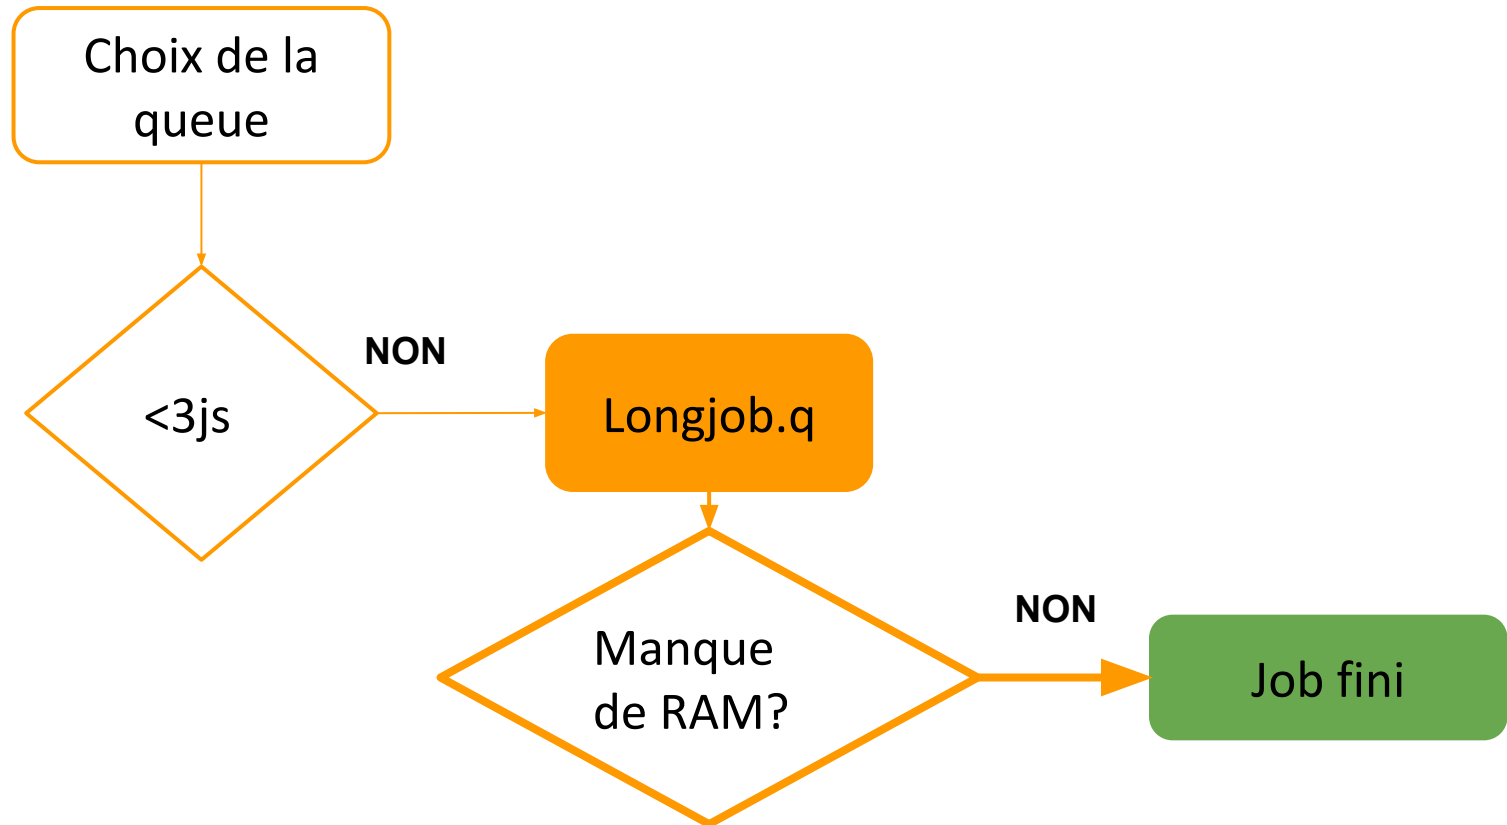 Choix de la
queue
<3js
NON
Longjob.q
Manque
de RAM?
NON
Job fini